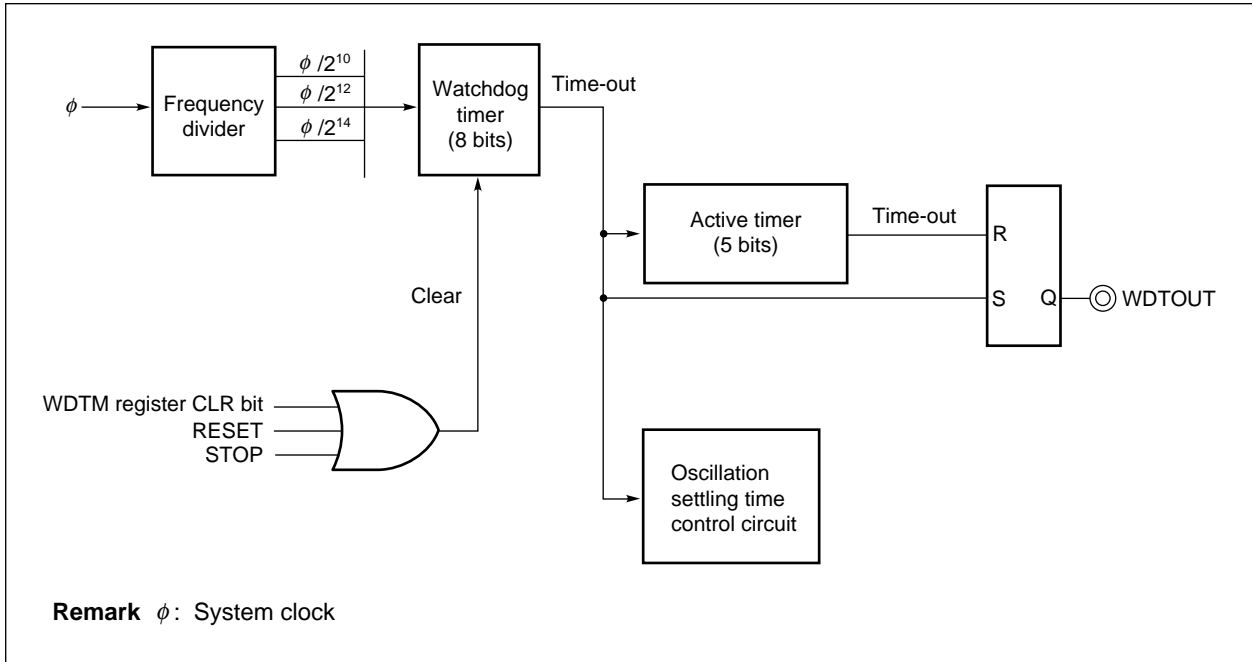 ϕ
Frequency
divider
ϕ /2¹⁰
ϕ /2¹²
ϕ /2¹⁴
Watchdog
timer
(8 bits)
Time-out
Active timer
(5 bits)
Time-out
R
S
Q
WDTOUT
Clear
WDTM register CLR bit
RESET
STOP
Oscillation
settling time
control circuit
Remark ϕ : System clock